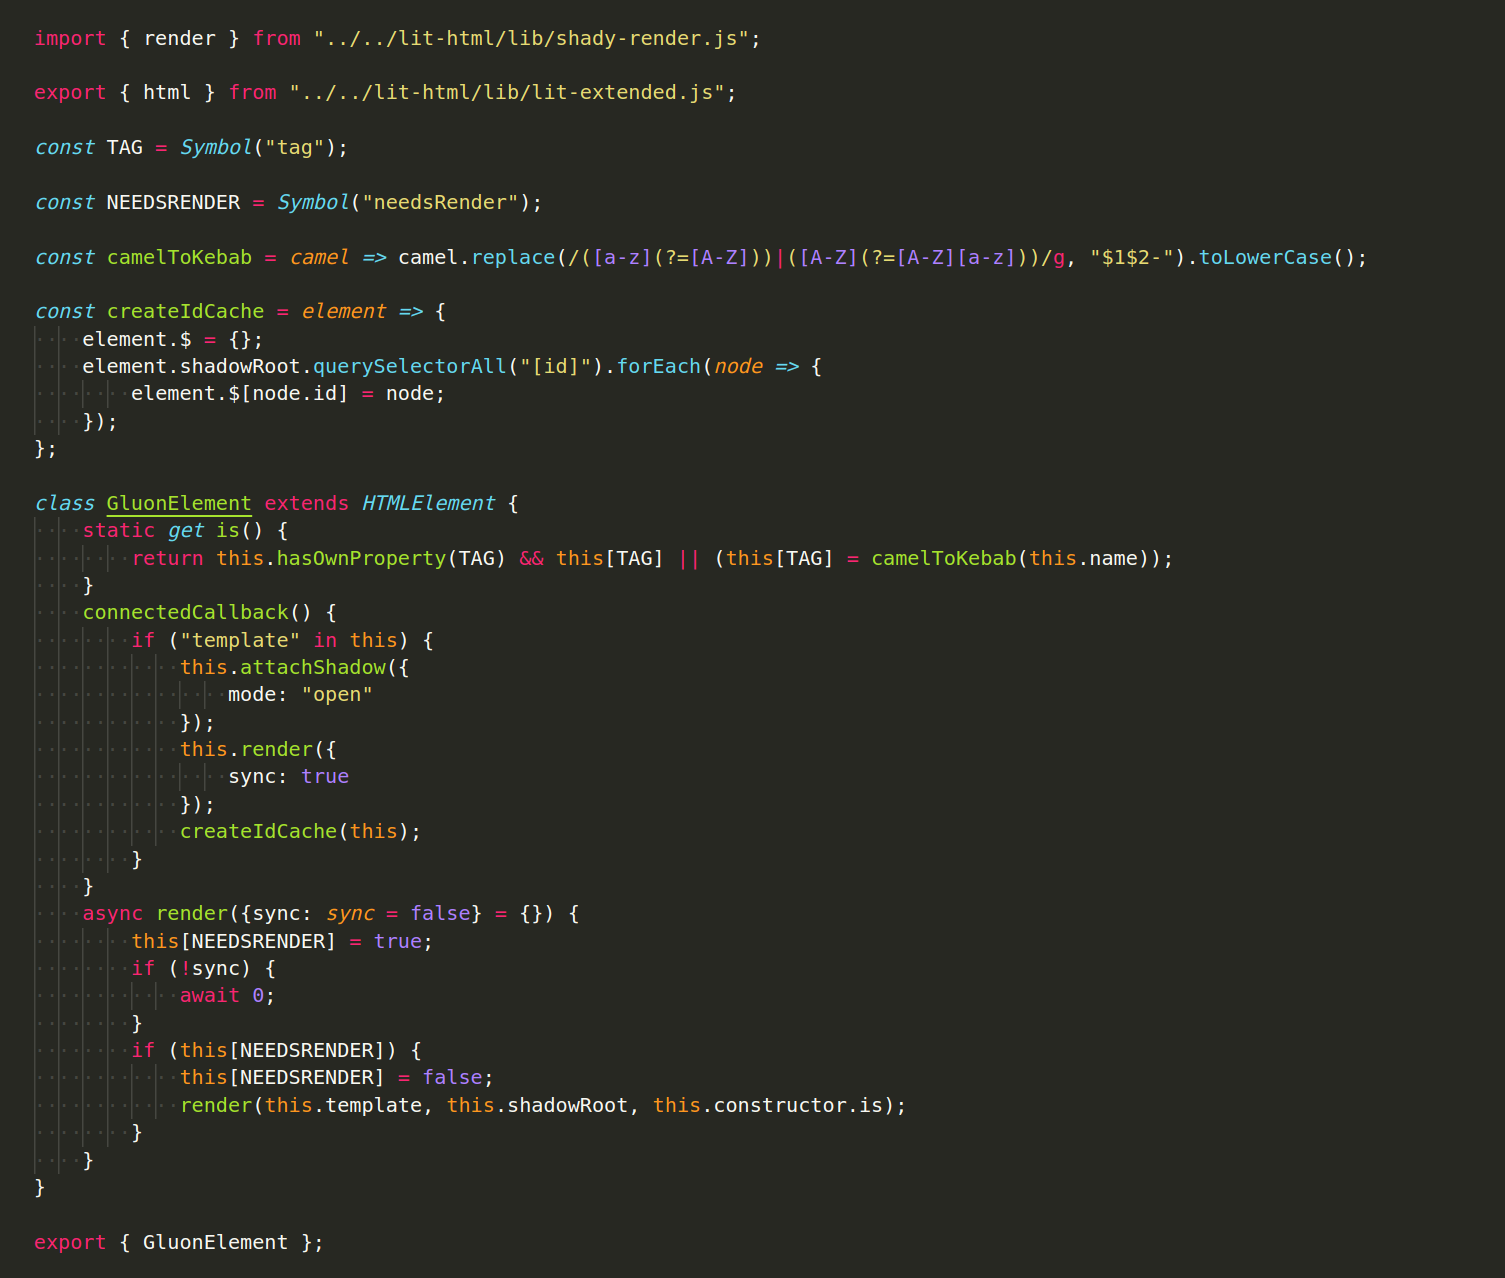 import { render } from "../../lit-html/lib/shady-render.js";

export { html } from "../../lit-html/lib/lit-extended.js";

const TAG = Symbol("tag");

const NEEDSRENDER = Symbol("needsRender");

const camelToKebab = camel => camel.replace(/([a-z](?=[A-Z]))|([A-Z](?=[A-Z][a-z]))/g, "$1$2-").toLowerCase();

const createIdCache = element => {
    element.$ = {};
    element.shadowRoot.querySelectorAll("[id]").forEach(node => {
        element.$[node.id] = node;
    });
};

class GluonElement extends HTMLElement {
    static get is() {
        return this.hasOwnProperty(TAG) && this[TAG] || (this[TAG] = camelToKebab(this.name));
    }
    connectedCallback() {
        if ("template" in this) {
            this.attachShadow({
                mode: "open"
            });
            this.render({
                sync: true
            });
            createIdCache(this);
        }
    }
    async render({sync: sync = false} = {}) {
        this[NEEDSRENDER] = true;
        if (!sync) {
            await 0;
        }
        if (this[NEEDSRENDER]) {
            this[NEEDSRENDER] = false;
            render(this.template, this.shadowRoot, this.constructor.is);
        }
    }
}

export { GluonElement };